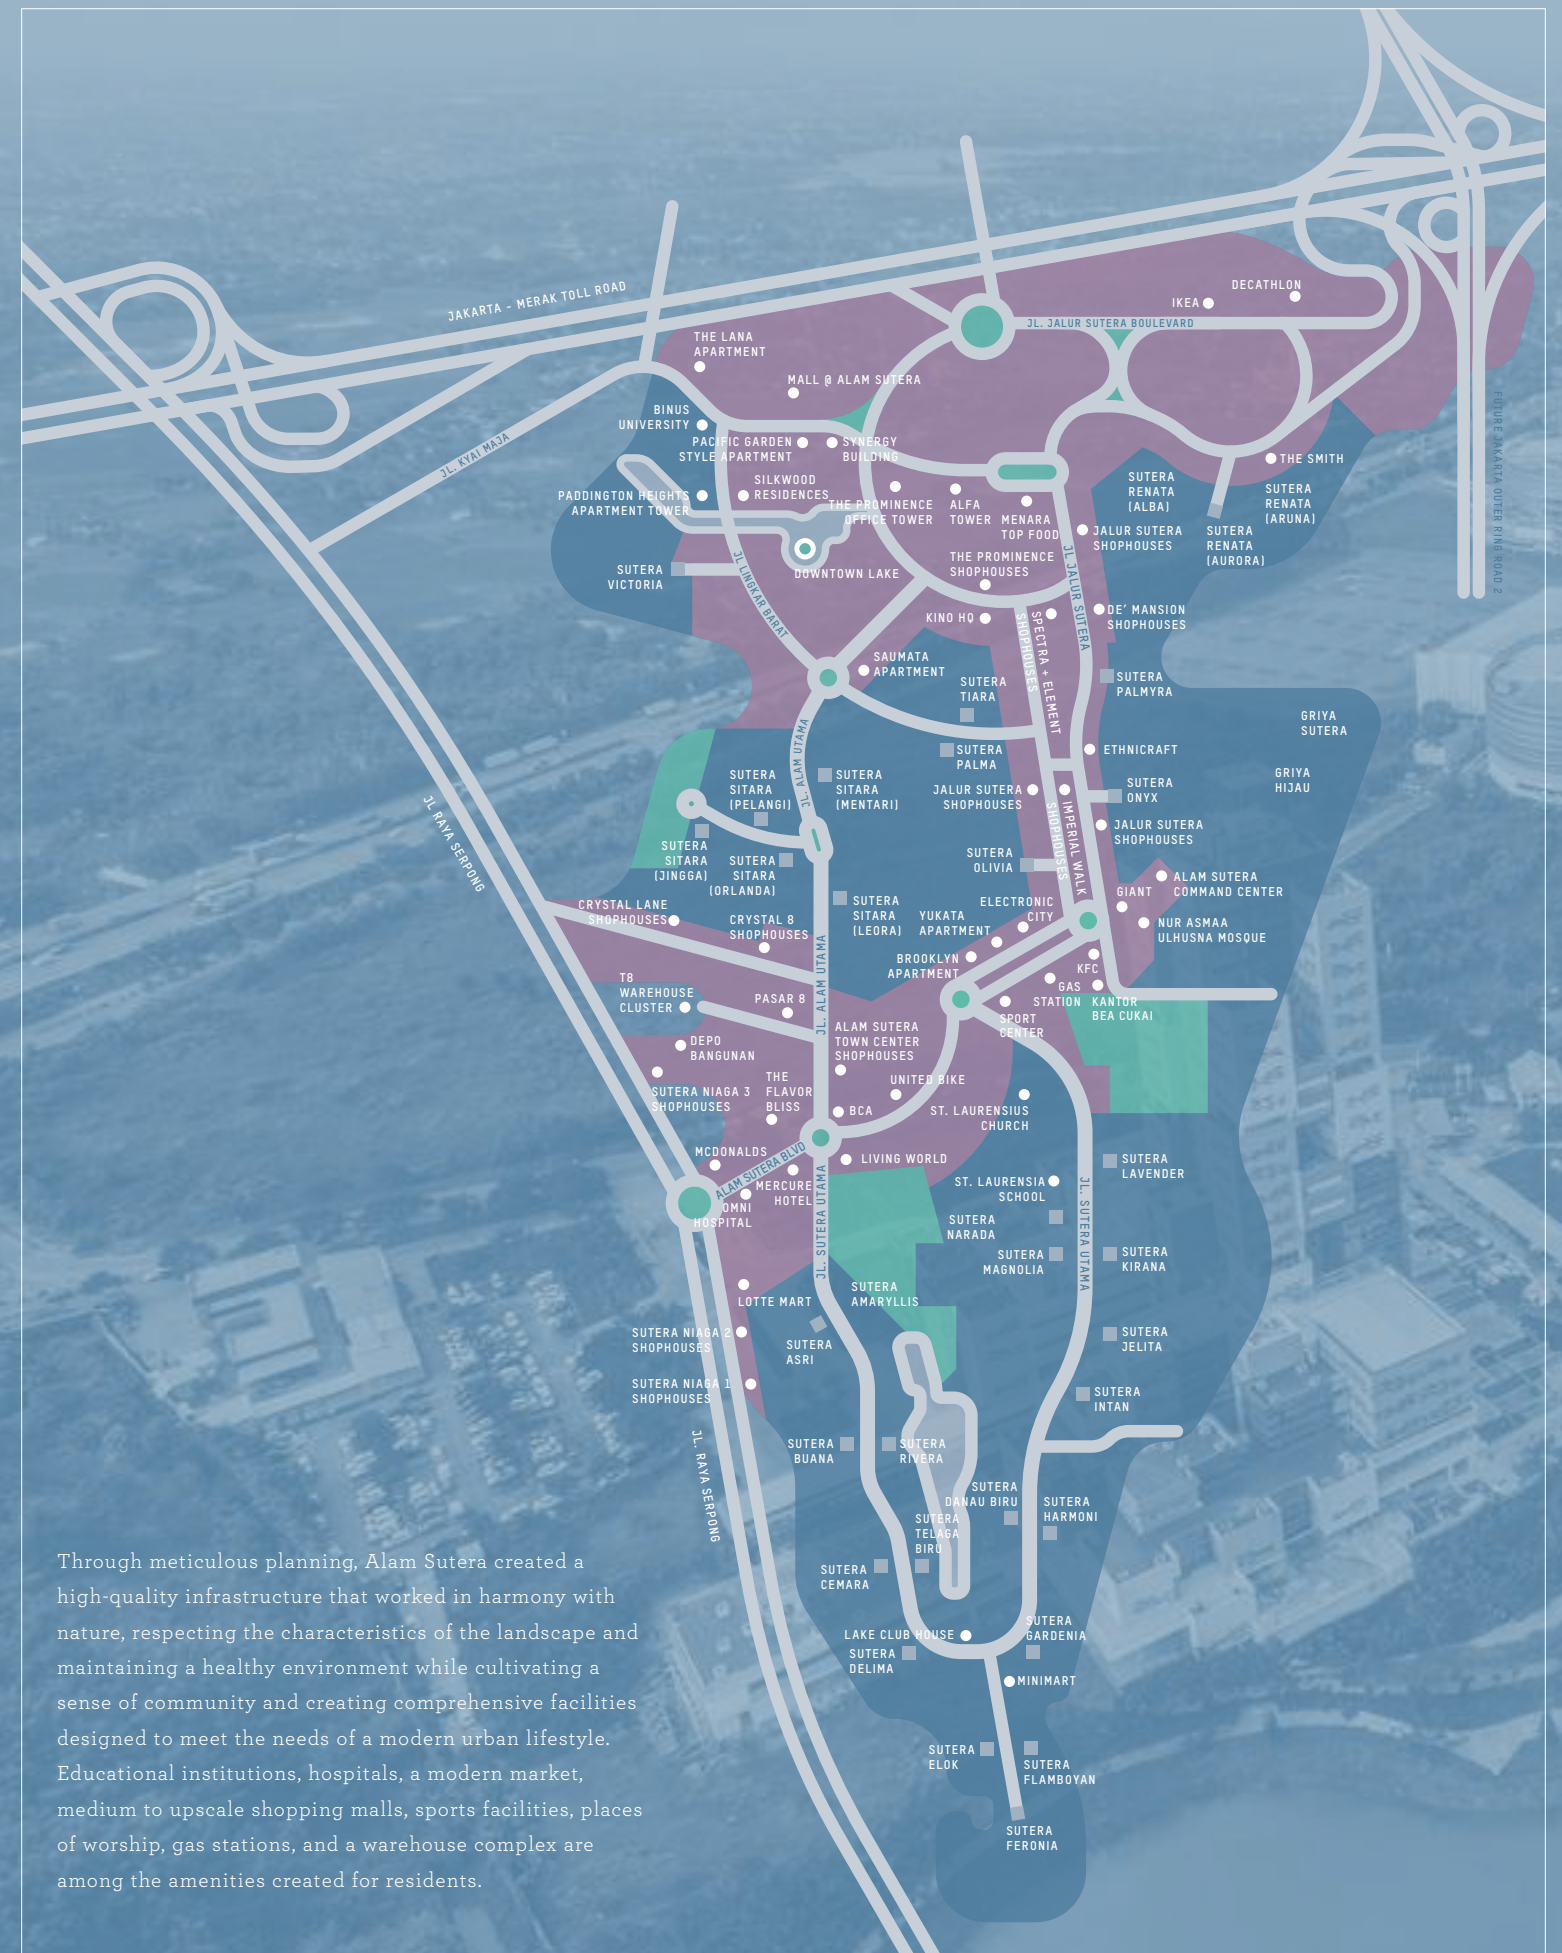 DECATHLON
IKEA
JAKARTA - MERAK TOLL ROAD
JL. JALUR SUTERA BOULEVARD
THE LANA
APARTMENT
MALL @ ALAM SUTERA
FUTURE JAKARTA OUTER RING ROAD 2
BINUS
UNIVERSITY
PACIFIC GARDEN
STYLE APARTMENT
SYNERGY
BUILDING
JL. KYAI MAJA
THE SMITH
SILKWOOD
RESIDENCES
PADDINGTON HEIGHTS
APARTMENT TOWER
THE PROMINENCE
OFFICE TOWER
ALFA
TOWER
MENARA
TOP FOOD
SUTERA
RENATA
(ALBA)
SUTERA
RENATA
(ARUNA)
SUTERA
RENATA
(AURORA)
JALUR SUTERA
SHOPHOUSES
THE PROMINENCE
SHOPHOUSES
SUTERA
VICTORIA
DOWNTOWN LAKE
JL LINGKAR BARAT
JL JALUR SUTERA
KINO HQ
DE' MANSION
SHOPHOUSES
SPECTRA + ELEMENT
SHOPHOUSES
SAUMATA
APARTMENT
SUTERA
TIARA
SUTERA
PALMYRA
GRIYA
SUTERA
SUTERA
PALMA
ETHNICRAFT
JL. ALAM UTAMA
GRIYA
HIJAU
SUTERA
SITARA
(PELANGI)
SUTERA
SITARA
(MENTARI)
JALUR SUTERA
SHOPHOUSES
SUTERA
ONYX
JL RAYA SERPONG
IMPERIAL WALK
SHOPHOUSES
JALUR SUTERA
SHOPHOUSES
SUTERA
SITARA
(JINGGA)
SUTERA
SITARA
(ORLANDA)
SUTERA
OLIVIA
ALAM SUTERA
COMMAND CENTER
GIANT
CRYSTAL LANE
SHOPHOUSES
CRYSTAL 8
SHOPHOUSES
SUTERA
SITARA
(LEORA)
YUKATA
APARTMENT
ELECTRONIC
CITY
NUR ASMAA
ULHUSNA MOSQUE
BROOKLYN
APARTMENT
KFC
JL. ALAM UTAMA
T8
WAREHOUSE
CLUSTER
PASAR 8
GAS
STATION
KANTOR
BEA CUKAI
SPORT
CENTER
DEPO
BANGUNAN
ALAM SUTERA
TOWN CENTER
SHOPHOUSES
SUTERA NIAGA 3
SHOPHOUSES
THE
FLAVOR
BLISS
UNITED BIKE
BCA
ST. LAURENSIUS
CHURCH
MCDONALDS
LIVING WORLD
ALAM SUTERA BLVD
MERCURE
HOTEL
OMNI
HOSPITAL
ST. LAURENSIA
SCHOOL
SUTERA
LAVENDER
JL. SUTERA UTAMA
JL. SUTERA UTAMA
SUTERA
NARADA
SUTERA
MAGNOLIA
SUTERA
KIRANA
LOTTE MART
SUTERA
AMARYLLIS
SUTERA NIAGA 2
SHOPHOUSES
SUTERA
ASRI
SUTERA
JELITA
SUTERA NIAGA 1
SHOPHOUSES
SUTERA
INTAN
JL. RAYA SERPONG
SUTERA
BUANA
SUTERA
RIVERA
SUTERA
DANAU BIRU
SUTERA
HARMONI
SUTERA
TELAGA
BIRU
SUTERA
CEMARA
LAKE CLUB HOUSE
SUTERA
GARDENIA
SUTERA
DELIMA
MINIMART
SUTERA
ELOK
SUTERA
FLAMBOYAN
SUTERA
FERONIA
Through meticulous planning, Alam Sutera created a
high-quality infrastructure that worked in harmony with
nature, respecting the characteristics of the landscape and
maintaining a healthy environment while cultivating a
sense of community and creating comprehensive facilities
designed to meet the needs of a modern urban lifestyle.
Educational institutions, hospitals, a modern market,
medium to upscale shopping malls, sports facilities, places
of worship, gas stations, and a warehouse complex are
among the amenities created for residents.